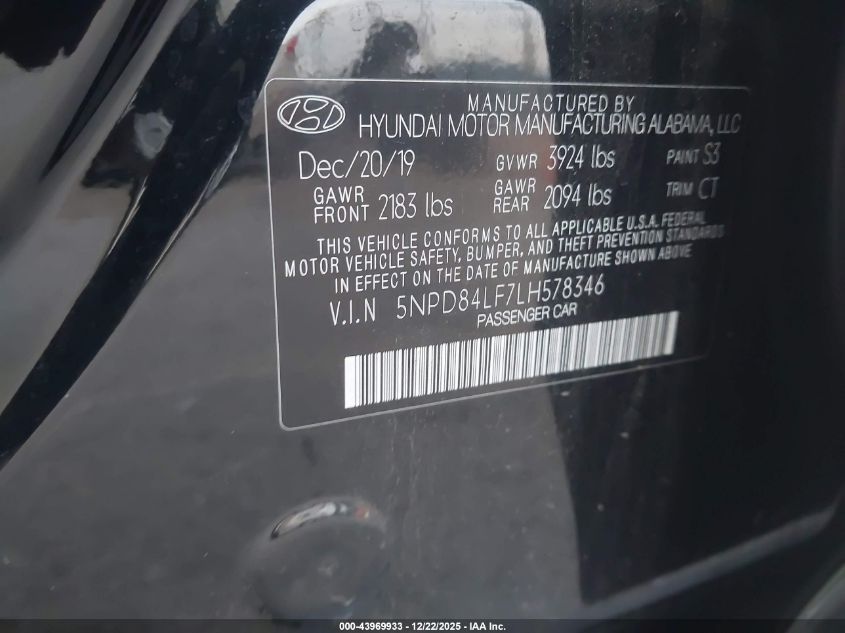 MANUFACTURED BY
HYUNDAI MOTOR MANUFACTURING ALABAMA, LLC
Dec/20/19 GVWR 3924 lbs PAINT S3
GAWR FRONT 2183 lbs GAWR REAR 2094 lbs TRIM CT
THIS VEHICLE CONFORMS TO ALL APPLICABLE U.S.A. FEDERAL
MOTOR VEHICLE SAFETY, BUMPER, AND THEFT PREVENTION STANDARDS
IN EFFECT ON THE DATE OF MANUFACTURE SHOWN ABOVE
V.I.N 5NPD84LF7LH578346
PASSENGER CAR
000-43969933 - 12/22/2025 - IAA Inc.